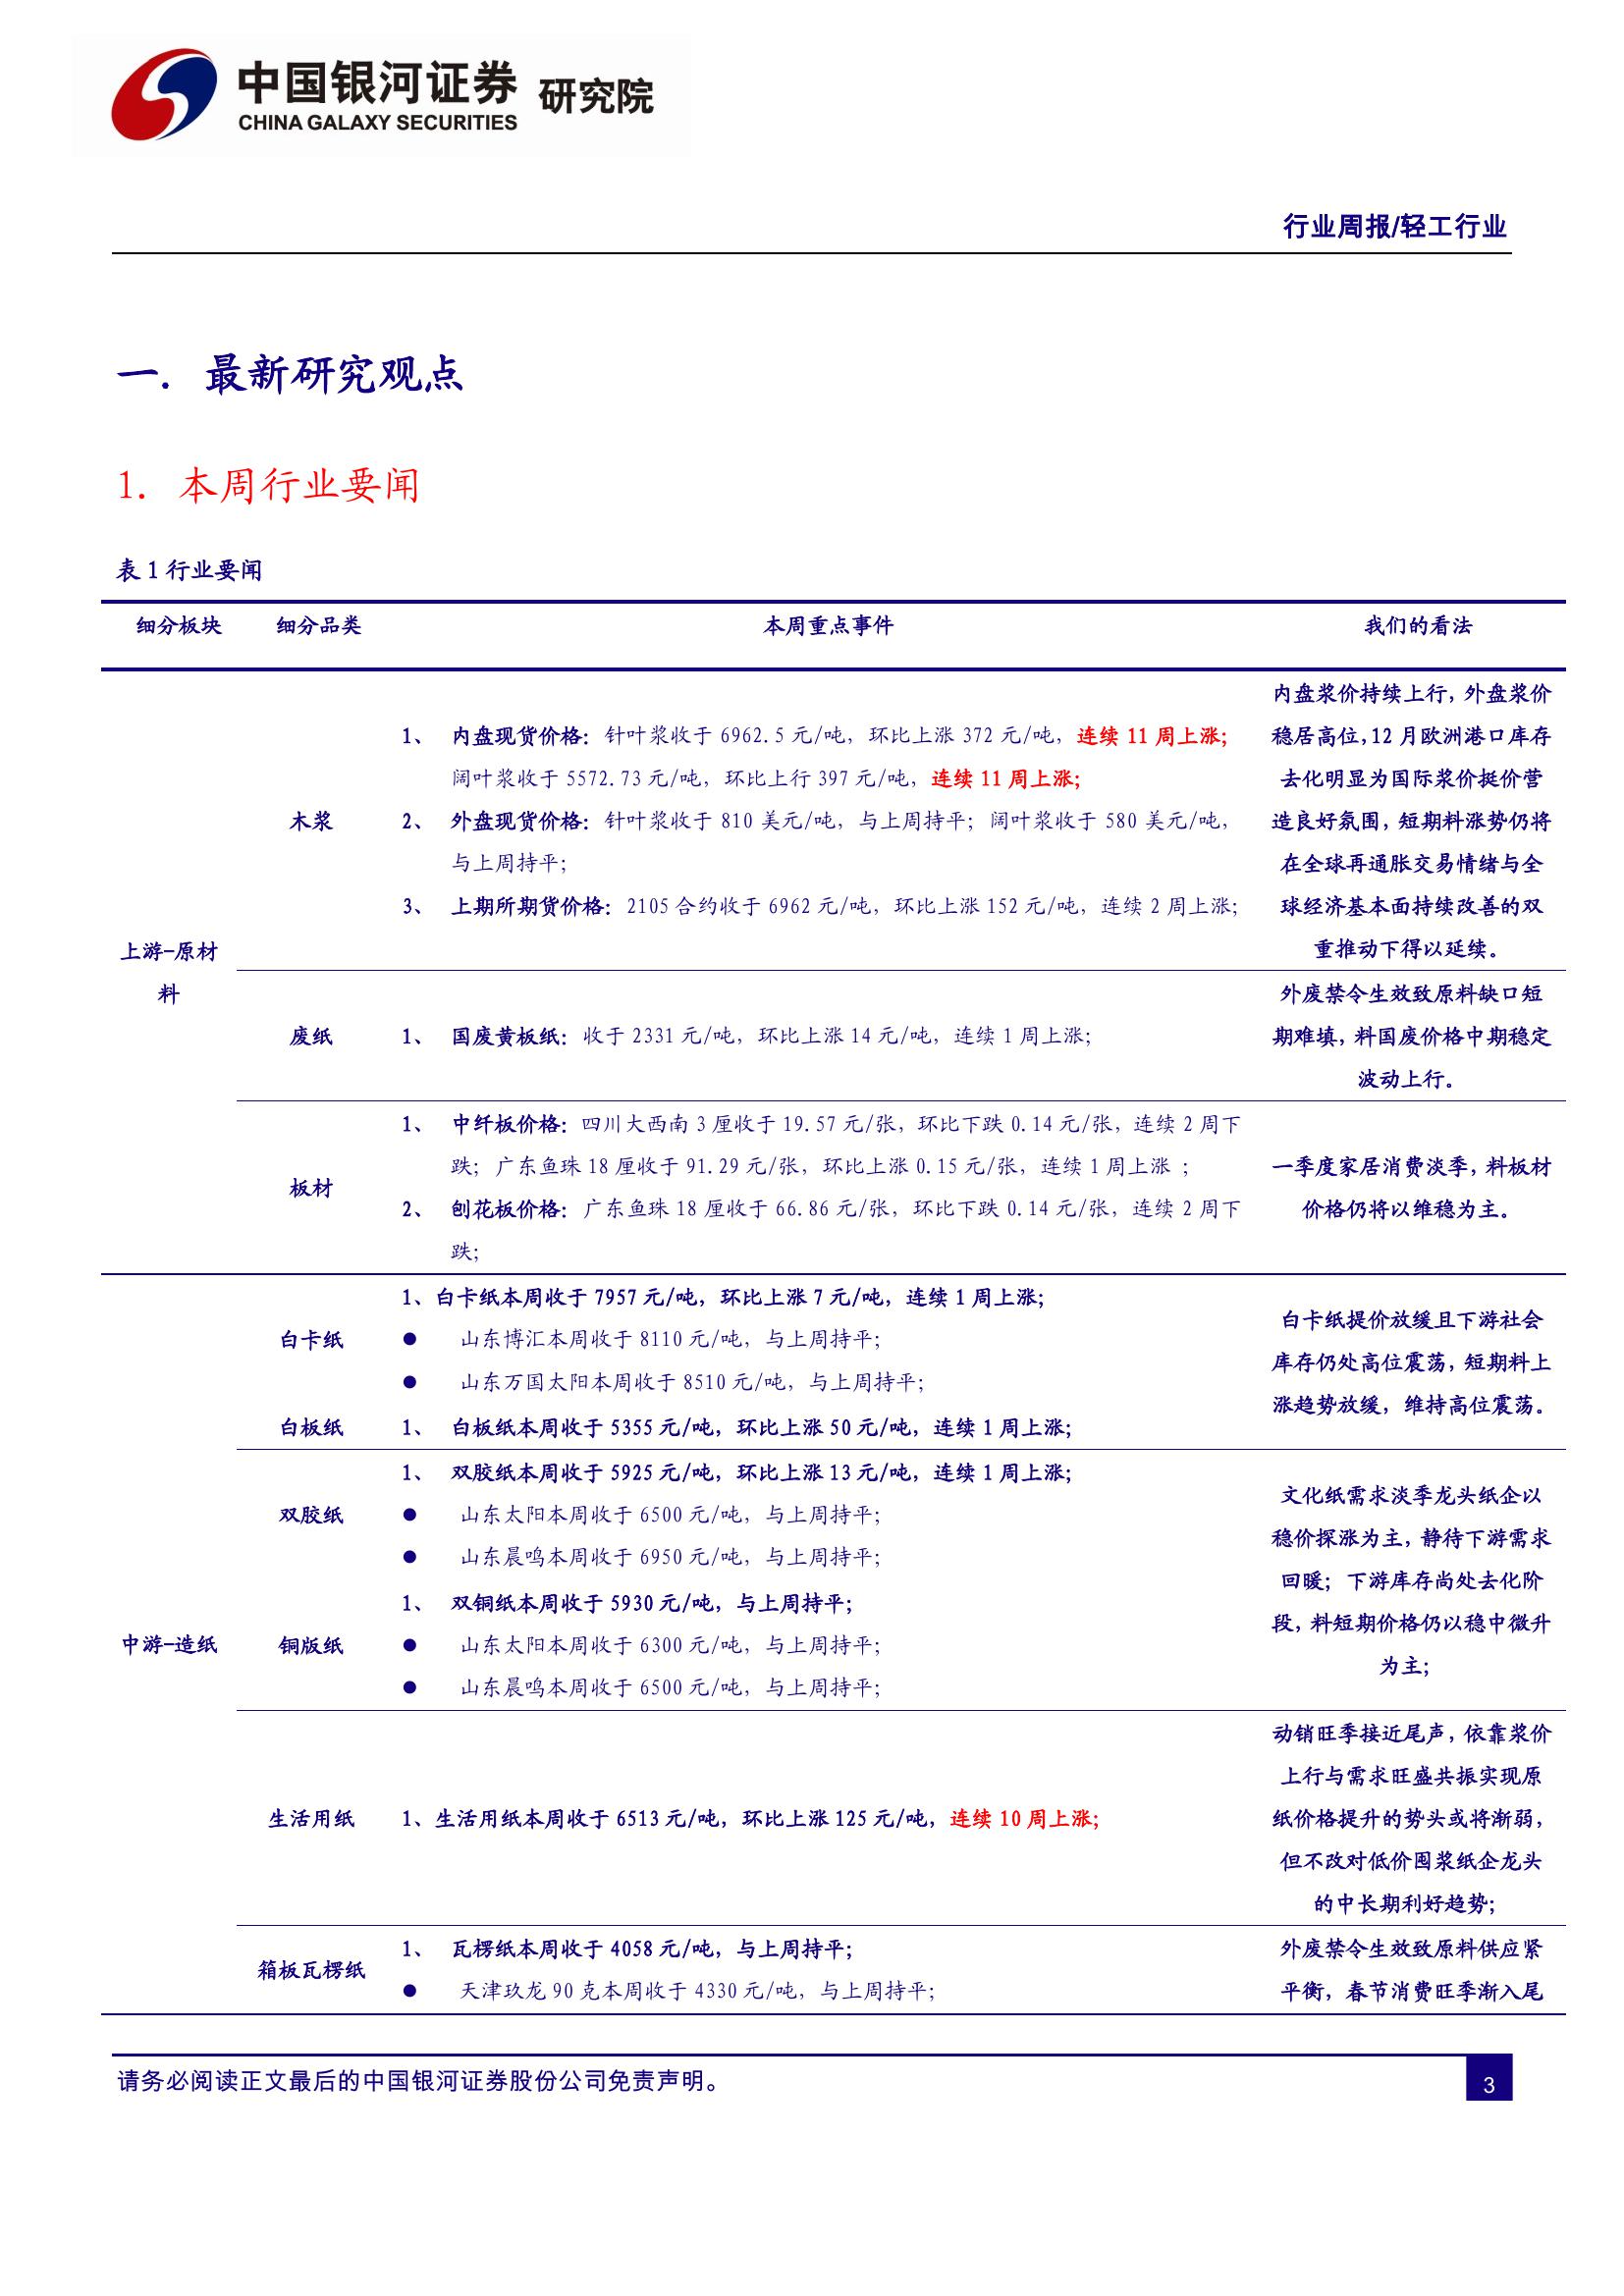 中国银河证券 研究院
CHINA GALAXY SECURITIES
行业周报/轻工行业
一. 最新研究观点
1. 本周行业要闻
表 1 行业要闻
细分板块 细分品类 本周重点事件 我们的看法
上游-原材
料
木浆
1、 内盘现货价格：针叶浆收于 6962.5 元/吨，环比上涨 372 元/吨，连续 11 周上涨；
阔叶浆收于 5572.73 元/吨，环比上行 397 元/吨，连续 11 周上涨；
2、 外盘现货价格：针叶浆收于 810 美元/吨，与上周持平；阔叶浆收于 580 美元/吨，
与上周持平；
3、 上期所期货价格：2105 合约收于 6962 元/吨，环比上涨 152 元/吨，连续 2 周上涨；
内盘浆价持续上行，外盘浆价
稳居高位，12 月欧洲港口库存
去化明显为国际浆价挺价营
造良好氛围，短期料涨势仍将
在全球再通胀交易情绪与全
球经济基本面持续改善的双
重推动下得以延续。
废纸
1、 国废黄板纸：收于 2331 元/吨，环比上涨 14 元/吨，连续 1 周上涨；
外废禁令生效致原料缺口短
期难填，料国废价格中期稳定
波动上行。
板材
1、 中纤板价格：四川大西南 3 厘收于 19.57 元/张，环比下跌 0.14 元/张，连续 2 周下
跌；广东鱼珠 18 厘收于 91.29 元/张，环比上涨 0.15 元/张，连续 1 周上涨 ；
2、 刨花板价格：广东鱼珠 18 厘收于 66.86 元/张，环比下跌 0.14 元/张，连续 2 周下
跌；
一季度家居消费淡季，料板材
价格仍将以维稳为主。
中游-造纸
白卡纸
1、白卡纸本周收于 7957 元/吨，环比上涨 7 元/吨，连续 1 周上涨；
● 山东博汇本周收于 8110 元/吨，与上周持平；
● 山东万国太阳本周收于 8510 元/吨，与上周持平；
白板纸
1、 白板纸本周收于 5355 元/吨，环比上涨 50 元/吨，连续 1 周上涨；
白卡纸提价放缓且下游社会
库存仍处高位震荡，短期料上
涨趋势放缓，维持高位震荡。
双胶纸
1、 双胶纸本周收于 5925 元/吨，环比上涨 13 元/吨，连续 1 周上涨；
● 山东太阳本周收于 6500 元/吨，与上周持平；
● 山东晨鸣本周收于 6950 元/吨，与上周持平；
铜版纸
1、 双铜纸本周收于 5930 元/吨，与上周持平；
● 山东太阳本周收于 6300 元/吨，与上周持平；
● 山东晨鸣本周收于 6500 元/吨，与上周持平；
文化纸需求淡季龙头纸企以
稳价探涨为主，静待下游需求
回暖；下游库存尚处去化阶
段，料短期价格仍以稳中微升
为主；
生活用纸
1、生活用纸本周收于 6513 元/吨，环比上涨 125 元/吨，连续 10 周上涨；
动销旺季接近尾声，依靠浆价
上行与需求旺盛共振实现原
纸价格提升的势头或将渐弱，
但不改对低价囤浆纸企龙头
的中长期利好趋势；
箱板瓦楞纸
1、 瓦楞纸本周收于 4058 元/吨，与上周持平；
● 天津玖龙 90 克本周收于 4330 元/吨，与上周持平；
外废禁令生效致原料供应紧
平衡，春节消费旺季渐入尾
请务必阅读正文最后的中国银河证券股份公司免责声明。
3